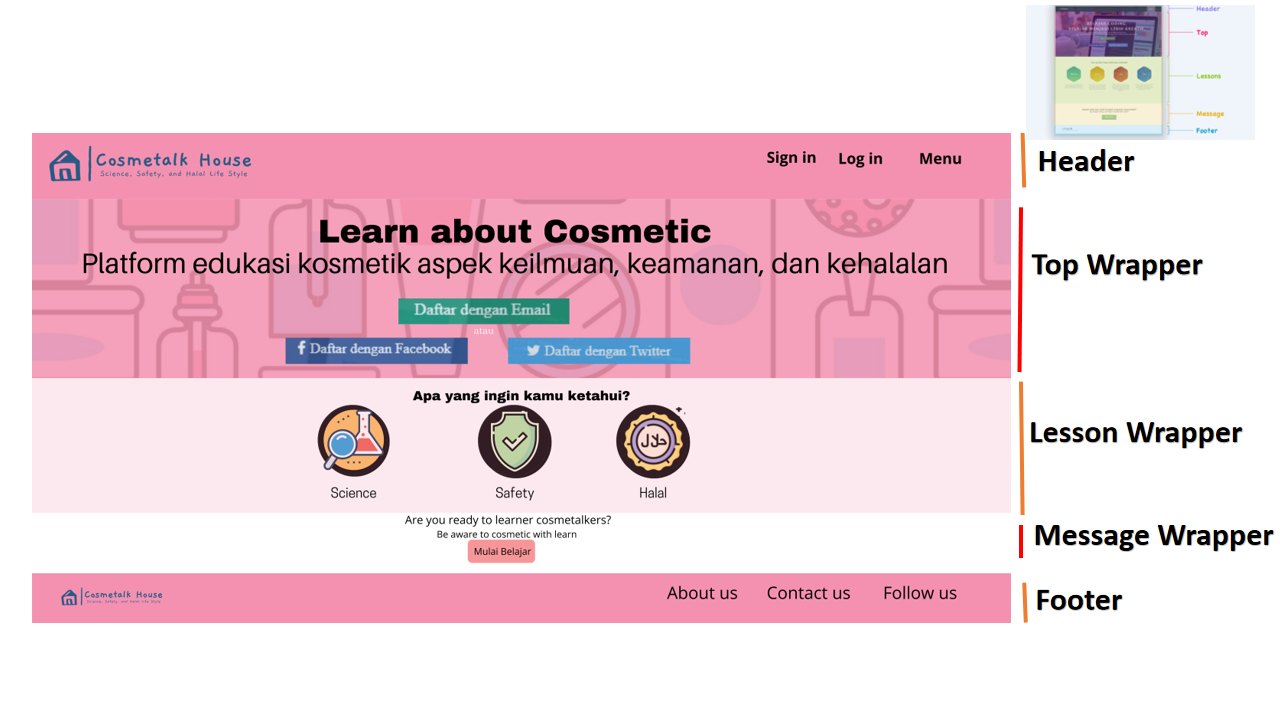 Header
Top
Lessons
Message
Footer
Cosmetalk House
Science, Safety, and Halal Life Style
Sign in Log in Menu
Header
Learn about Cosmetic
Platform edukasi kosmetik aspek keilmuan, keamanan, dan kehalalan
Top Wrapper
Daftar dengan Email
atau
Daftar dengan Facebook
Daftar dengan Twitter
Apa yang ingin kamu ketahui?
حلال
Science
Safety
Halal
Lesson Wrapper
Are you ready to learner cosmetalkers?
Be aware to cosmetic with learn
Mulai Belajar
Message Wrapper
Cosmetalk House
Science, Safety, and Halal Life Style
About us Contact us Follow us
Footer